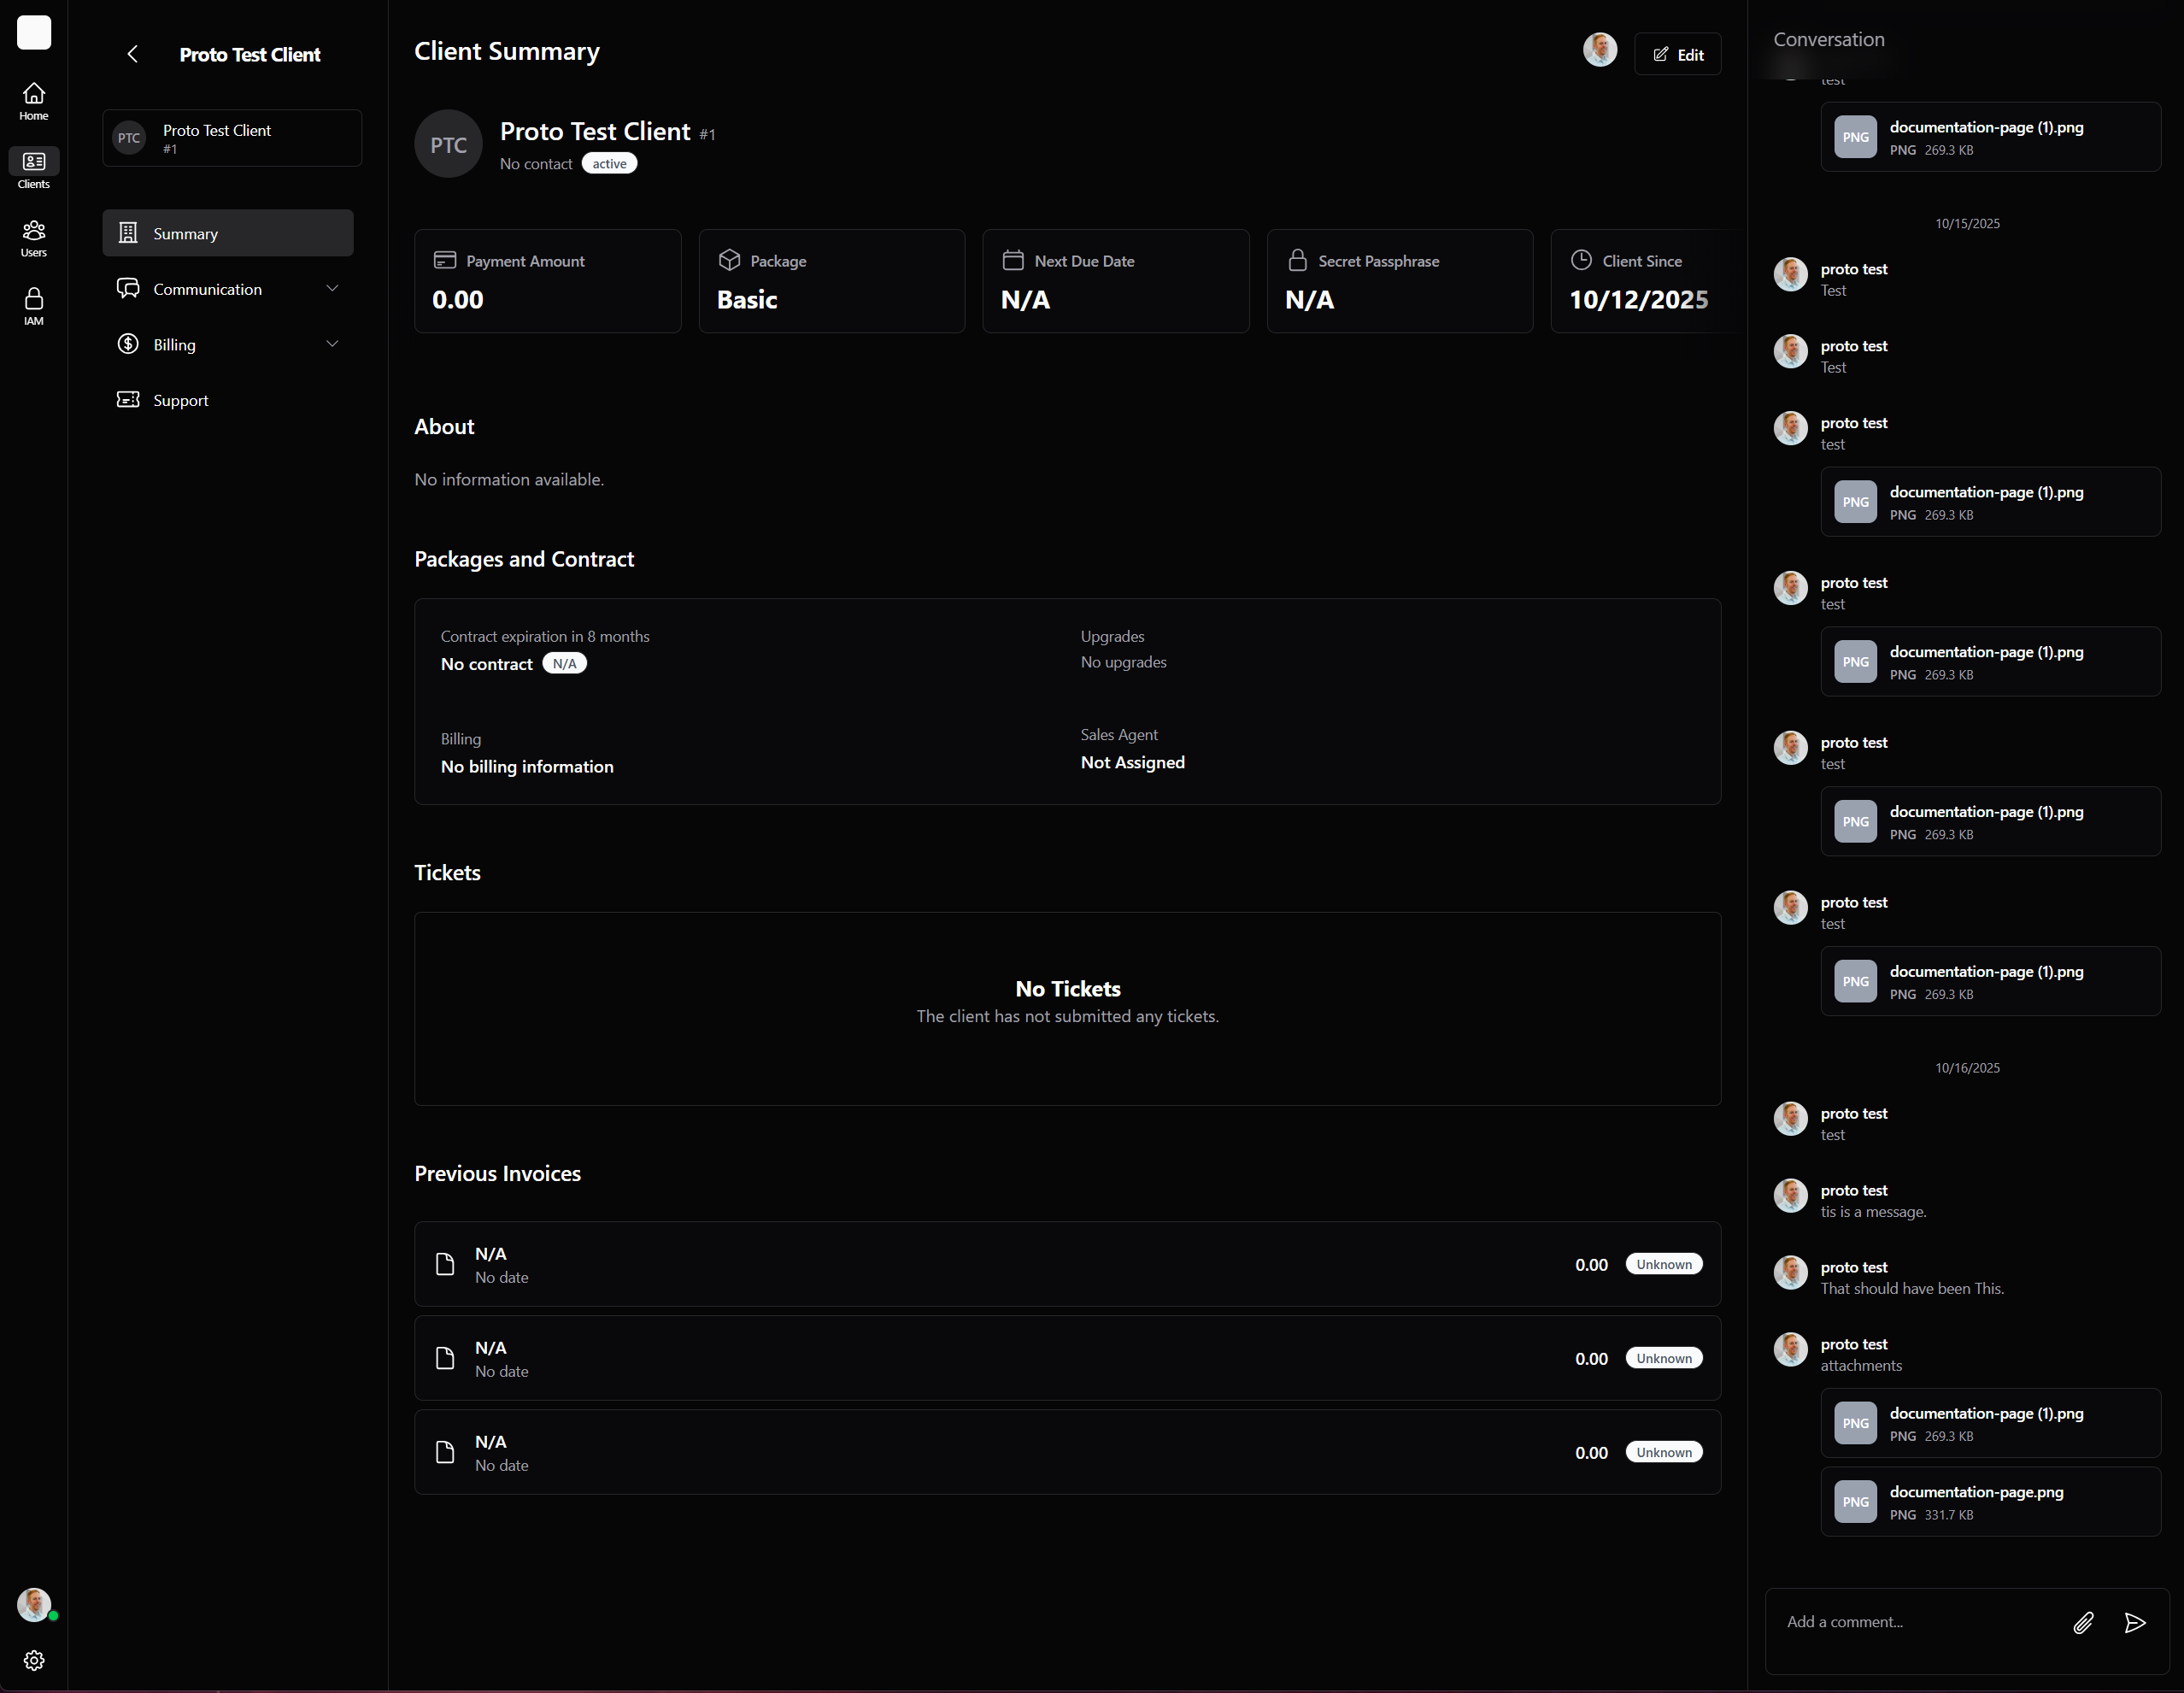 Home
Clients
Users
IAM
Proto Test Client
PTC
Proto Test Client
#1
Summary
Communication
Billing
Support
Client Summary
Edit
PTC
Proto Test Client #1
No contact active
Payment Amount
0.00
Package
Basic
Next Due Date
N/A
Secret Passphrase
N/A
Client Since
10/12/2025
About
No information available.
Packages and Contract
Contract expiration in 8 months
No contract N/A
Upgrades
No upgrades
Billing
No billing information
Sales Agent
Not Assigned
Tickets
No Tickets
The client has not submitted any tickets.
Previous Invoices
N/A
No date
0.00 Unknown
N/A
No date
0.00 Unknown
N/A
No date
0.00 Unknown
Conversation
test
PNG
documentation-page (1).png
PNG 269.3 KB
10/15/2025
proto test
Test
proto test
Test
proto test
test
PNG
documentation-page (1).png
PNG 269.3 KB
proto test
test
PNG
documentation-page (1).png
PNG 269.3 KB
proto test
test
PNG
documentation-page (1).png
PNG 269.3 KB
proto test
test
PNG
documentation-page (1).png
PNG 269.3 KB
10/16/2025
proto test
test
proto test
tis is a message.
proto test
That should have been This.
proto test
attachments
PNG
documentation-page (1).png
PNG 269.3 KB
PNG
documentation-page.png
PNG 331.7 KB
Add a comment...